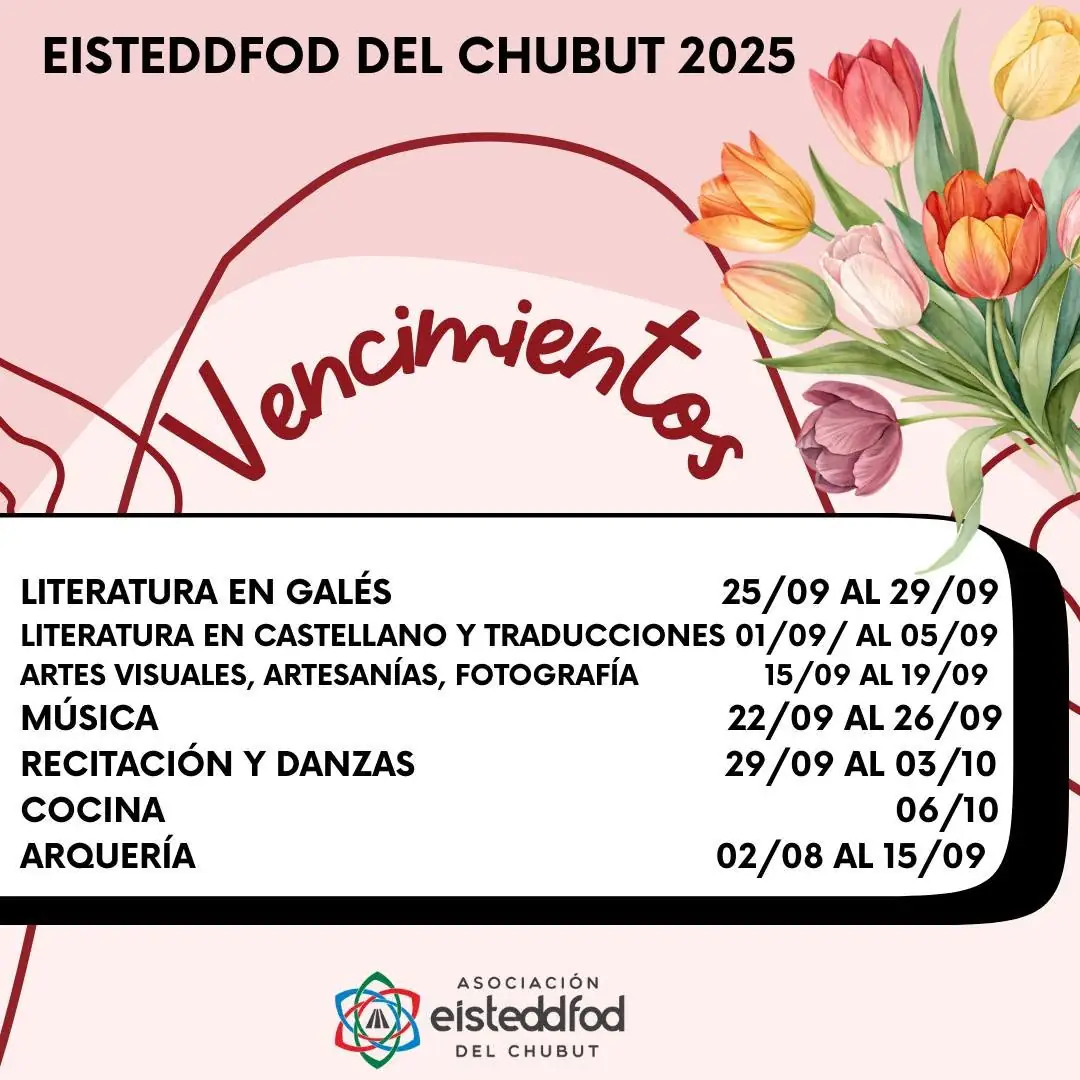 EISTEDDFOD DEL CHUBUT 2025
Vencimientos
LITERATURA EN GALÉS 25/09 AL 29/09
LITERATURA EN CASTELLANO Y TRADUCCIONES 01/09/ AL 05/09
ARTES VISUALES, ARTESANÍAS, FOTOGRAFÍA 15/09 AL 19/09
MÚSICA 22/09 AL 26/09
RECITACIÓN Y DANZAS 29/09 AL 03/10
COCINA 06/10
ARQUERÍA 02/08 AL 15/09
ASOCIACIÓN
eisteddfod
DEL CHUBUT